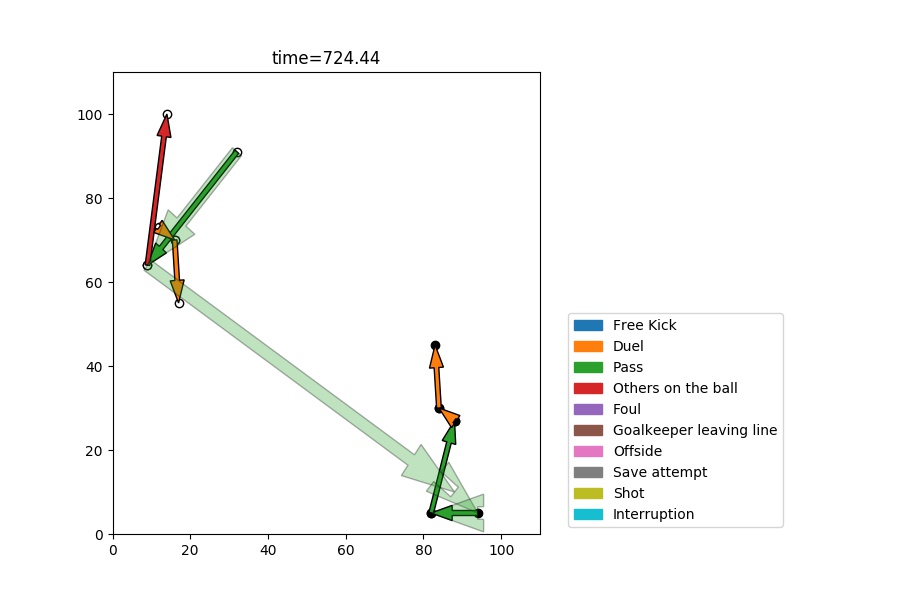 time=724.44
100
80
60
40
20
0
0
20
40
60
80
100
Free Kick
Duel
Pass
Others on the ball
Foul
Goalkeeper leaving line
Offside
Save attempt
Shot
Interruption